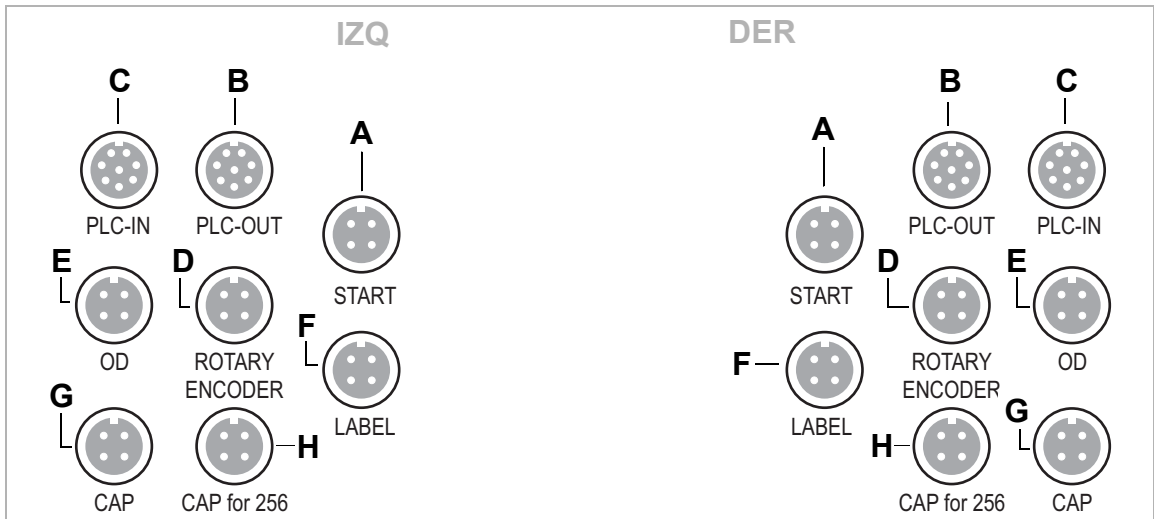 IZQ DER
C B B C
A A
PLC-IN PLC-OUT PLC-OUT PLC-IN
E D D E
START START
F
OD ROTARY ENCODER ROTARY ENCODER OD
F
G G
LABEL LABEL
H H
CAP CAP for 256 CAP for 256 CAP